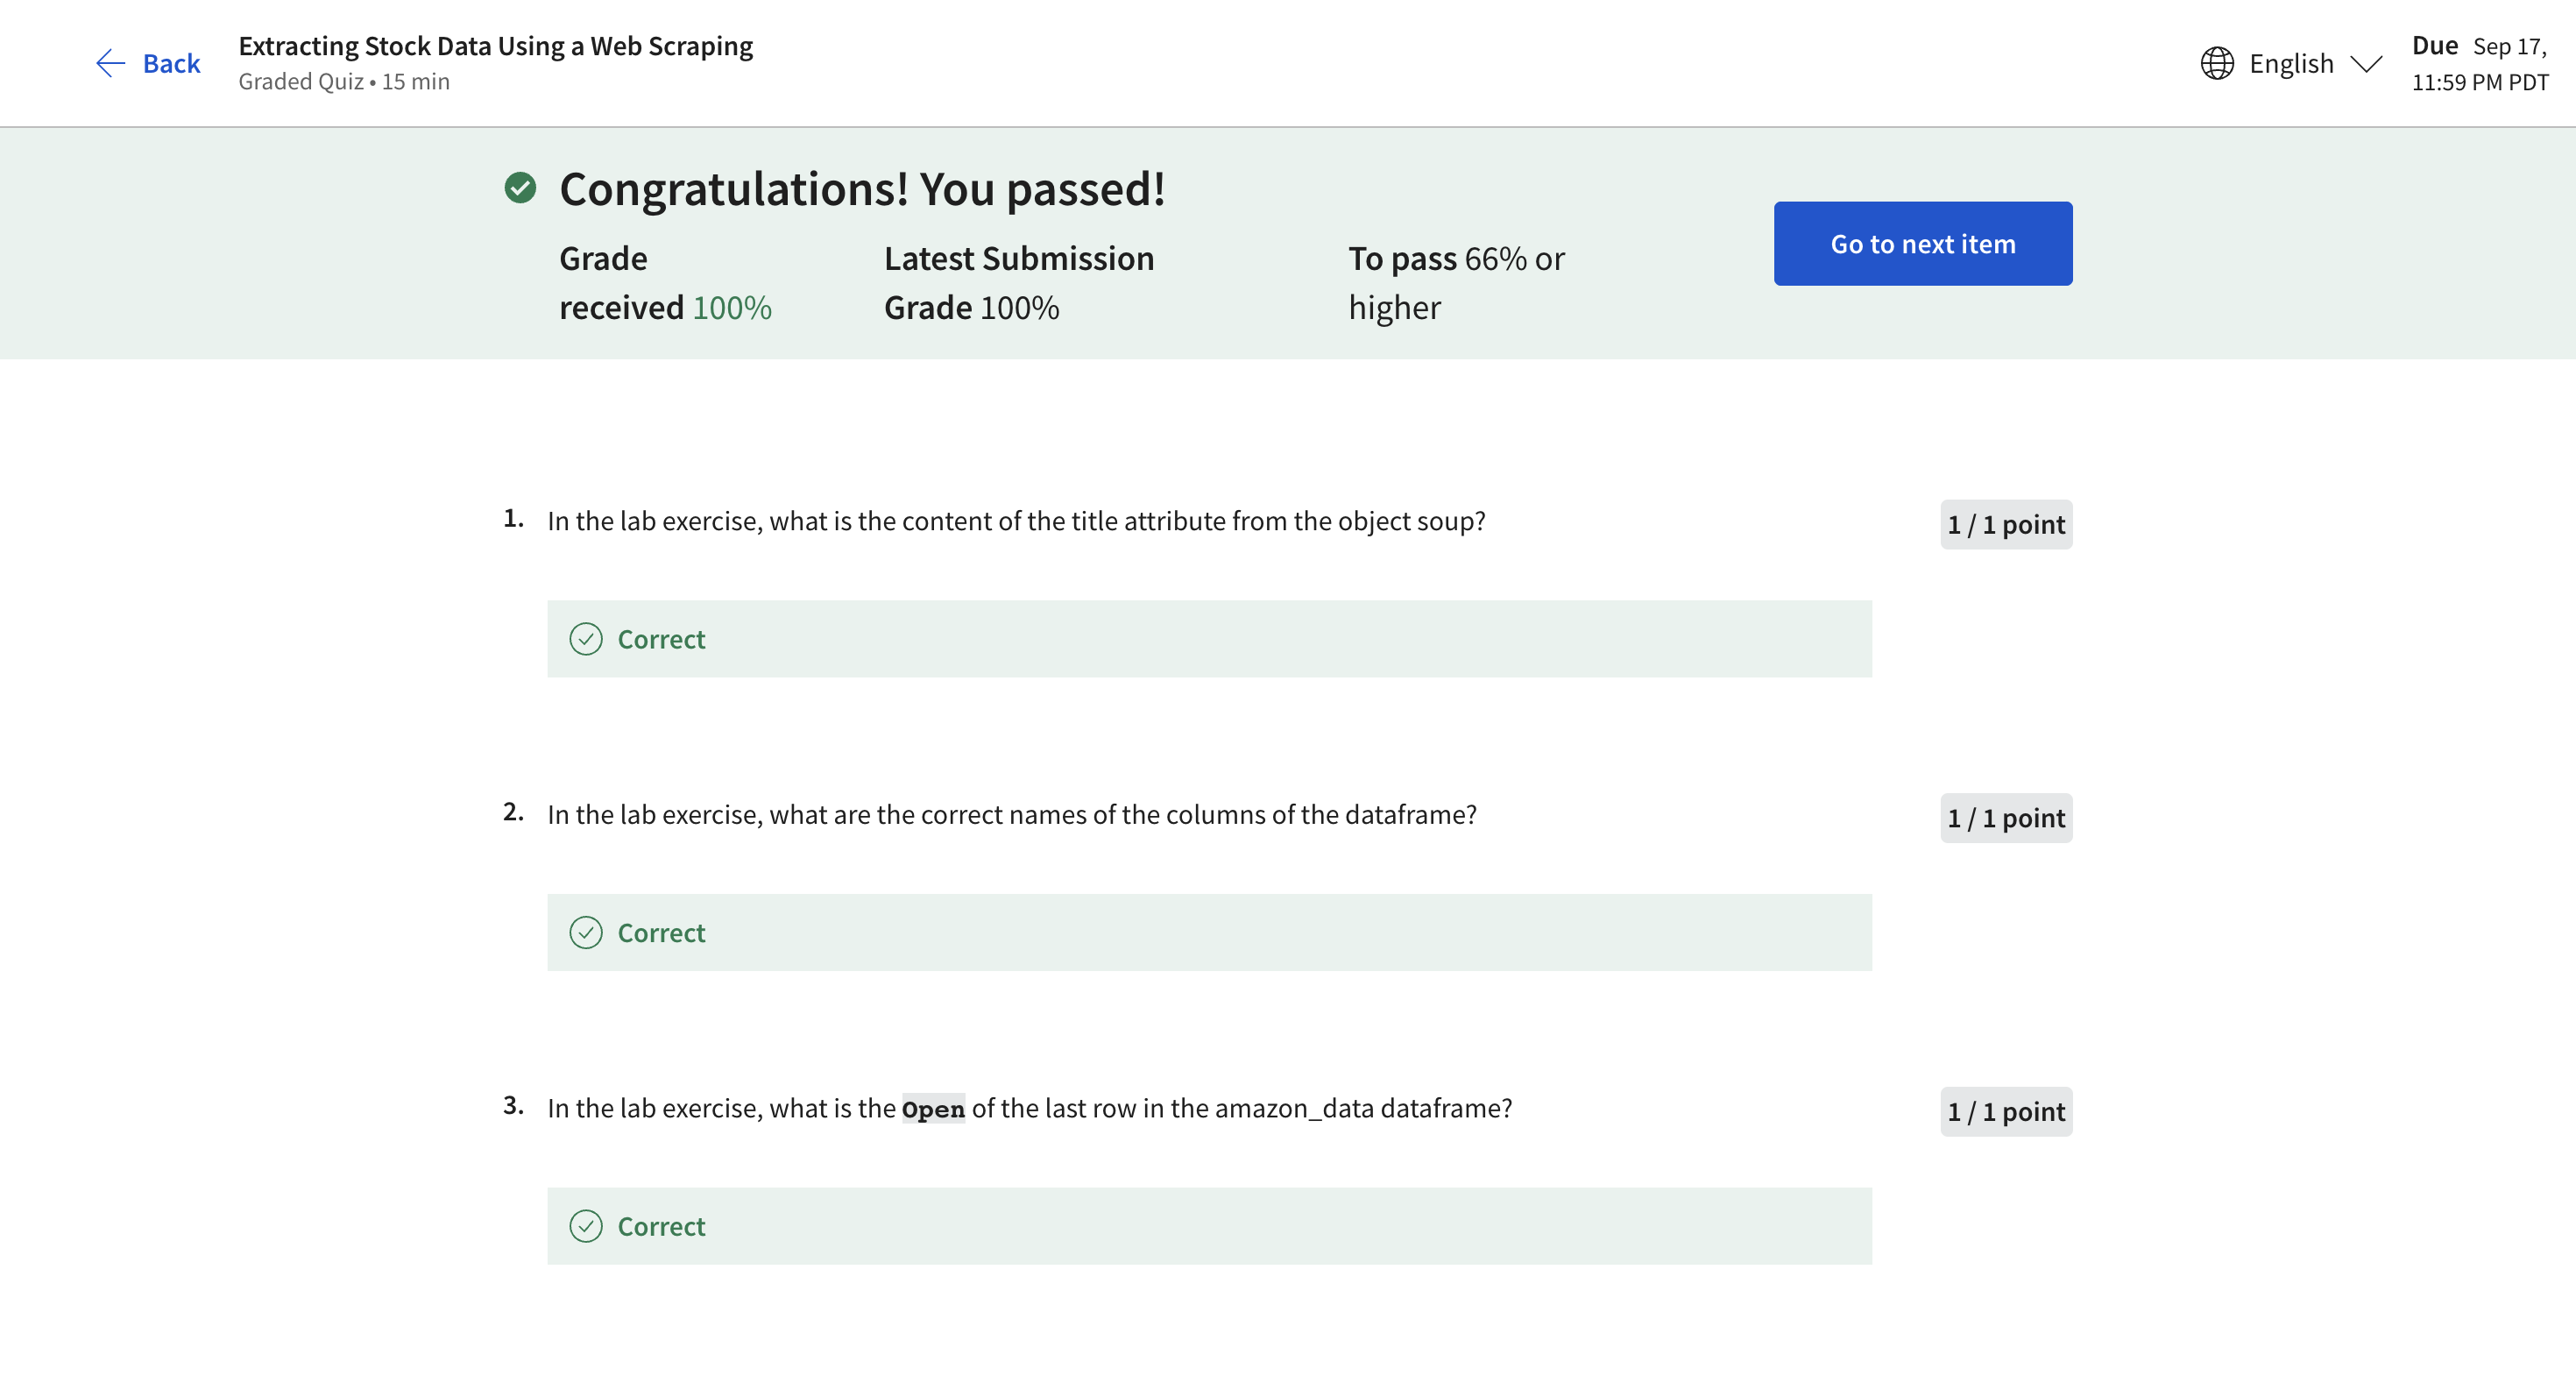 Back
Extracting Stock Data Using a Web Scraping
Graded Quiz • 15 min
English
Due Sep 17,
11:59 PM PDT
Congratulations! You passed!
Grade
received 100%
Latest Submission
Grade 100%
To pass 66% or
higher
Go to next item
1. In the lab exercise, what is the content of the title attribute from the object soup?
1 / 1 point
Correct
2. In the lab exercise, what are the correct names of the columns of the dataframe?
1 / 1 point
Correct
3. In the lab exercise, what is the Open of the last row in the amazon_data dataframe?
1 / 1 point
Correct